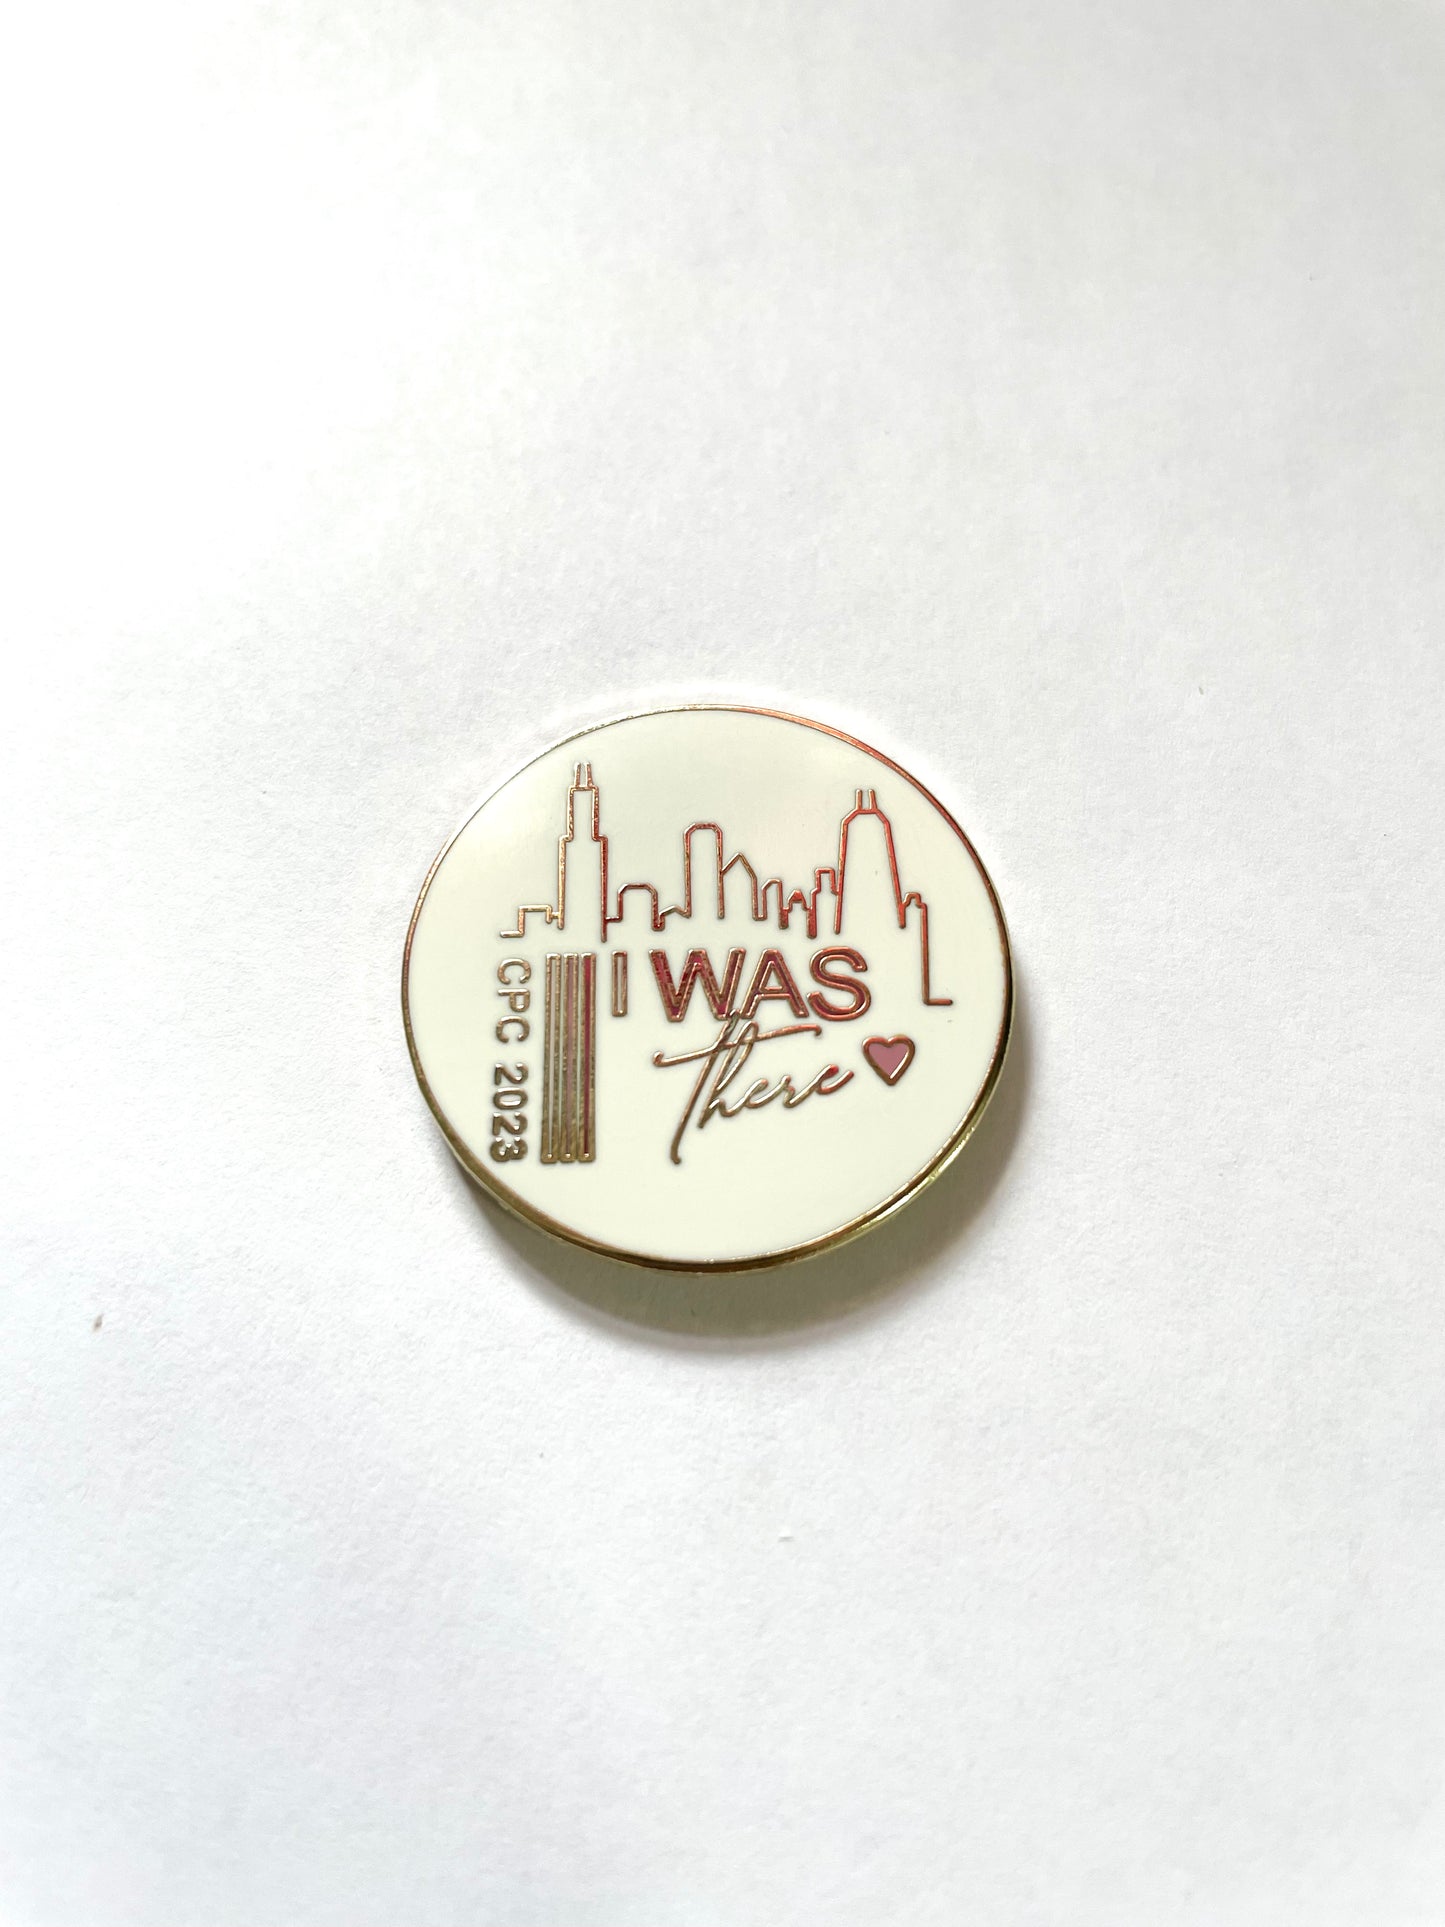 CPC 2023
I WAS
There